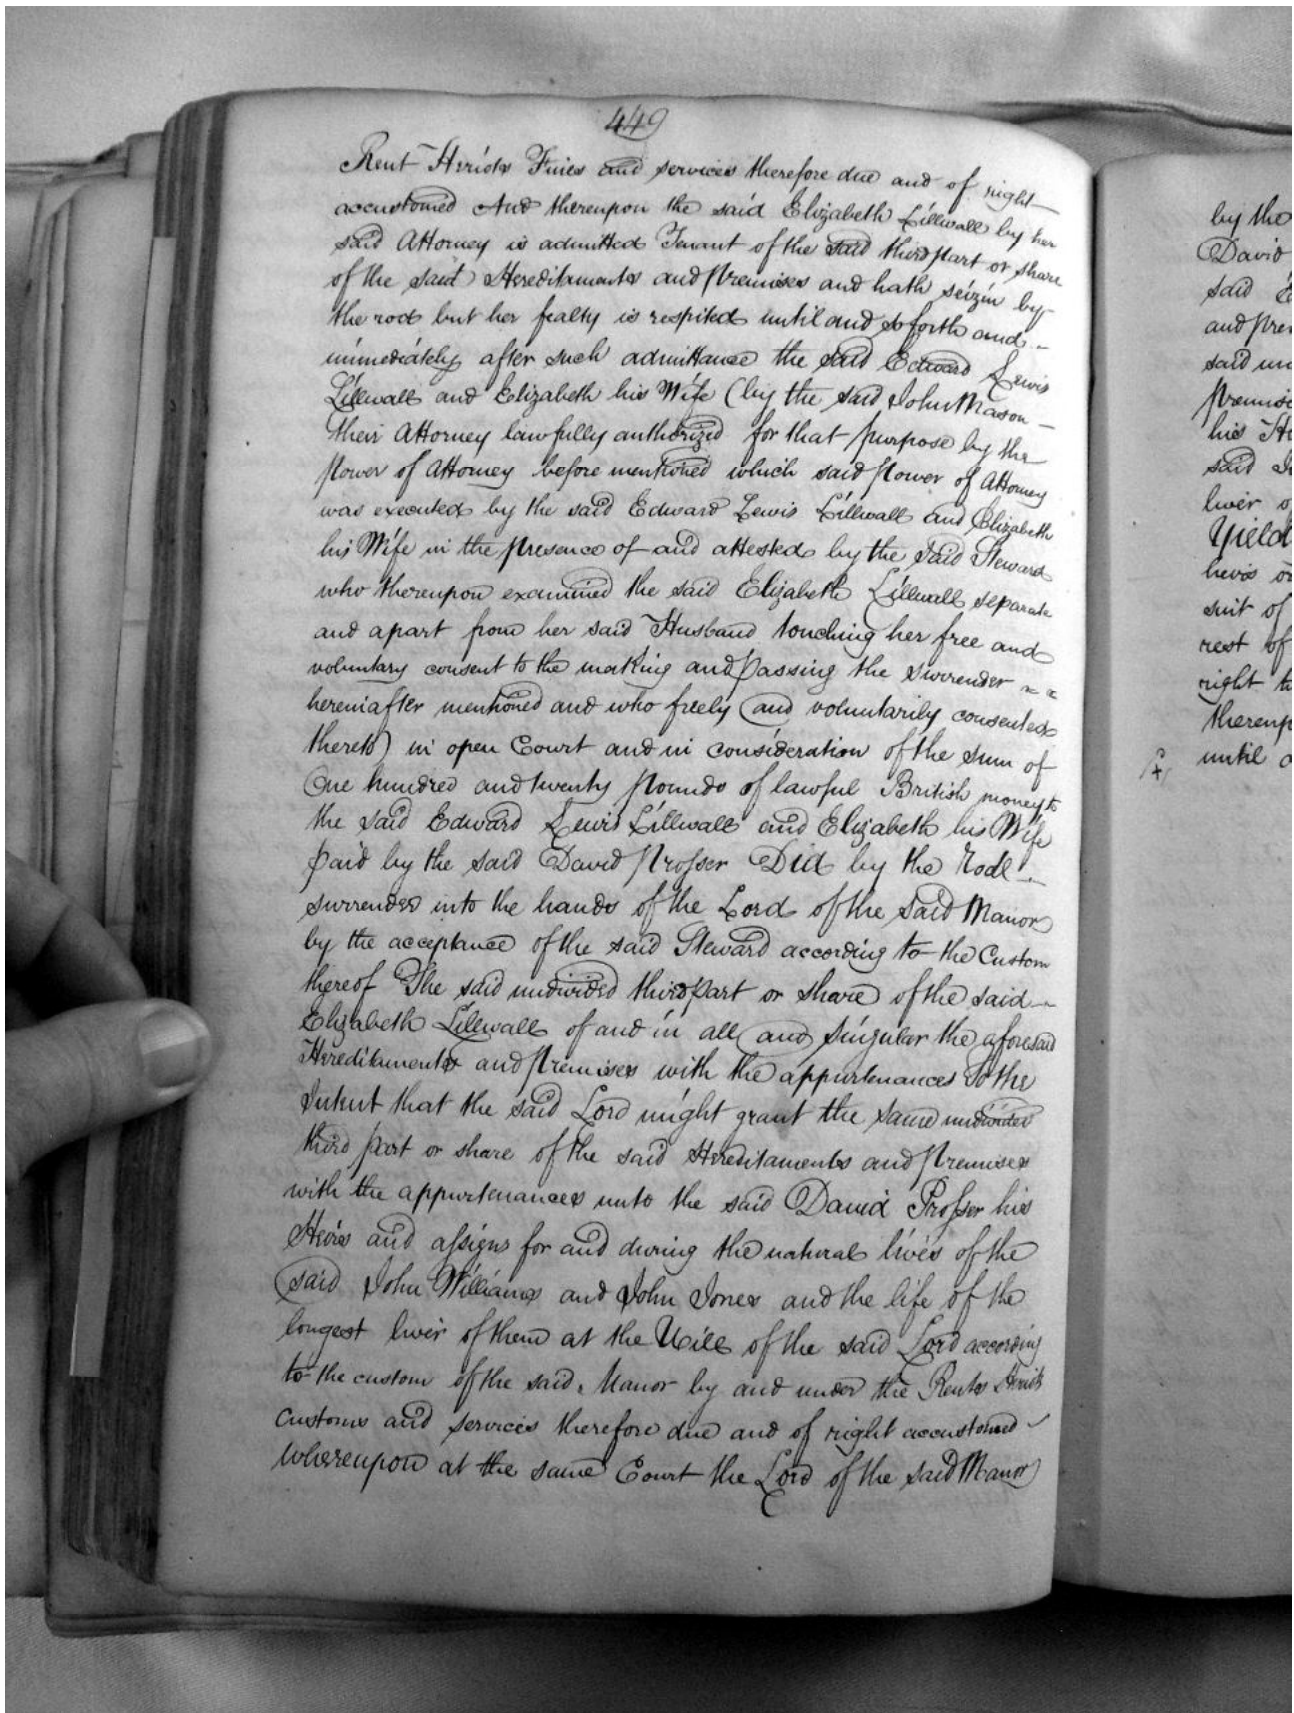 449
Rent Heriots Fines and services therefore due and of right
accustomed And thereupon the said Elizabeth Lillwall by her
said Attorney is admitted Tenant of the said third part or share
of the said Hereditaments and Premises and hath seizin by
the rod but her fealty is respited until and so forth and
immediately after such admittance the said Edward Lewis
Lillwall and Elizabeth his Wife (by the said John Mason
their Attorney lawfully authorized for that purpose by the
power of Attorney before mentioned which said power of Attorney
was executed by the said Edward Lewis Lillwall and Elizabeth
his Wife in the presence of and attested by the said Steward
who thereupon examined the said Elizabeth Lillwall separate
and apart from her said Husband touching her free and
voluntary consent to the making and passing the surrender
hereinafter mentioned and who freely and voluntarily consented
thereto) in open Court and in consideration of the sum of
One hundred and twenty pounds of lawful British money to
the said Edward Lewis Lillwall and Elizabeth his Wife
paid by the said David Prosser Did by the Rod
surrender into the hands of the Lord of the said Manor
by the acceptance of the said Steward according to the Custom
thereof The said undivided third part or share of the said
Elizabeth Lillwall of and in all and singular the aforesaid
Hereditaments and Premises with the appurtenances To the
Intent that the said Lord might grant the same undivided
third part or share of the said Hereditaments and Premises
with the appurtenances unto the said David Prosser his
Heirs and assigns for and during the natural lives of the
said John Williams and John Jones and the life of the
longest liver of them at the Will of the said Lord according
to the custom of the said Manor by and under the Rents Heriots
customs and services therefore due and of right accustomed
Whereupon at the same Court the Lord of the said Manor
by the
David
said
and Pre
said un
Premise
his He
said
liver o
Yield
suit of
rest of
right
thereup
until